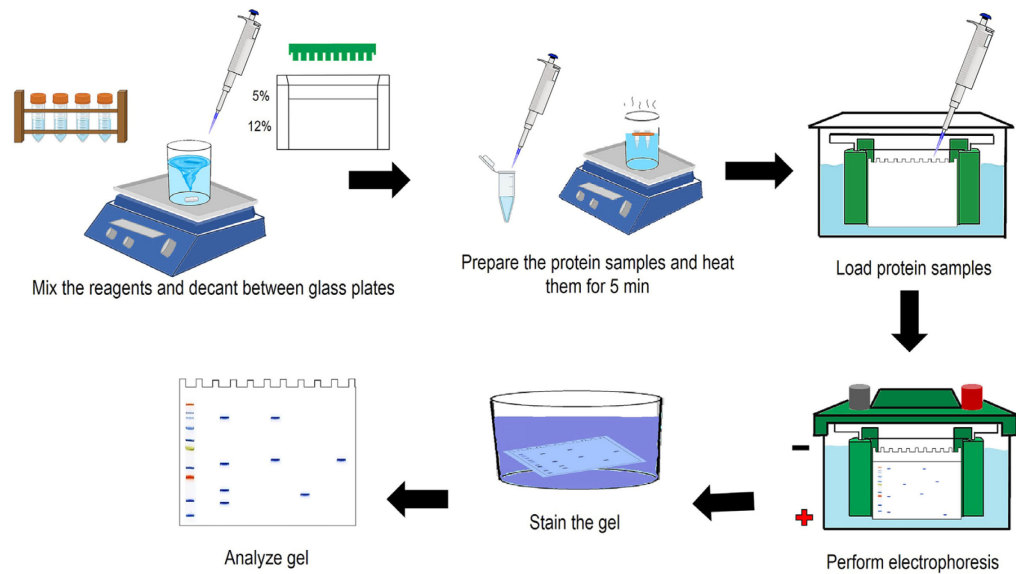 5%
12%
Mix the reagents and decant between glass plates
Prepare the protein samples and heat
them for 5 min
Load protein samples
-
+
Perform electrophoresis
Stain the gel
Analyze gel